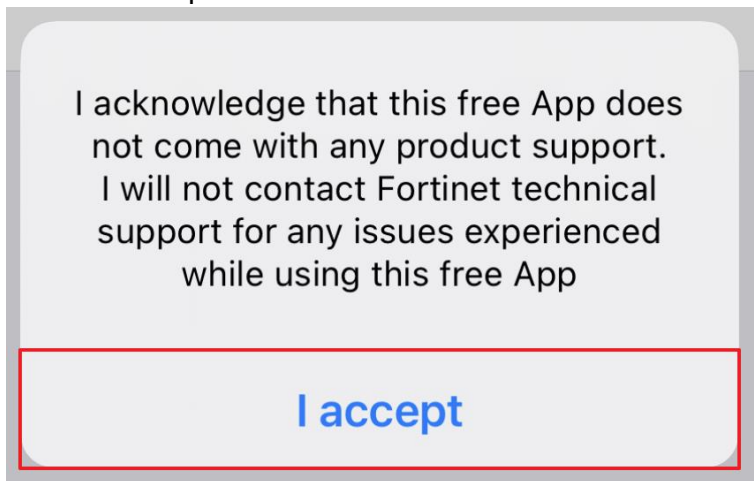 I acknowledge that this free App does
not come with any product support.
I will not contact Fortinet technical
support for any issues experienced
while using this free App
I accept